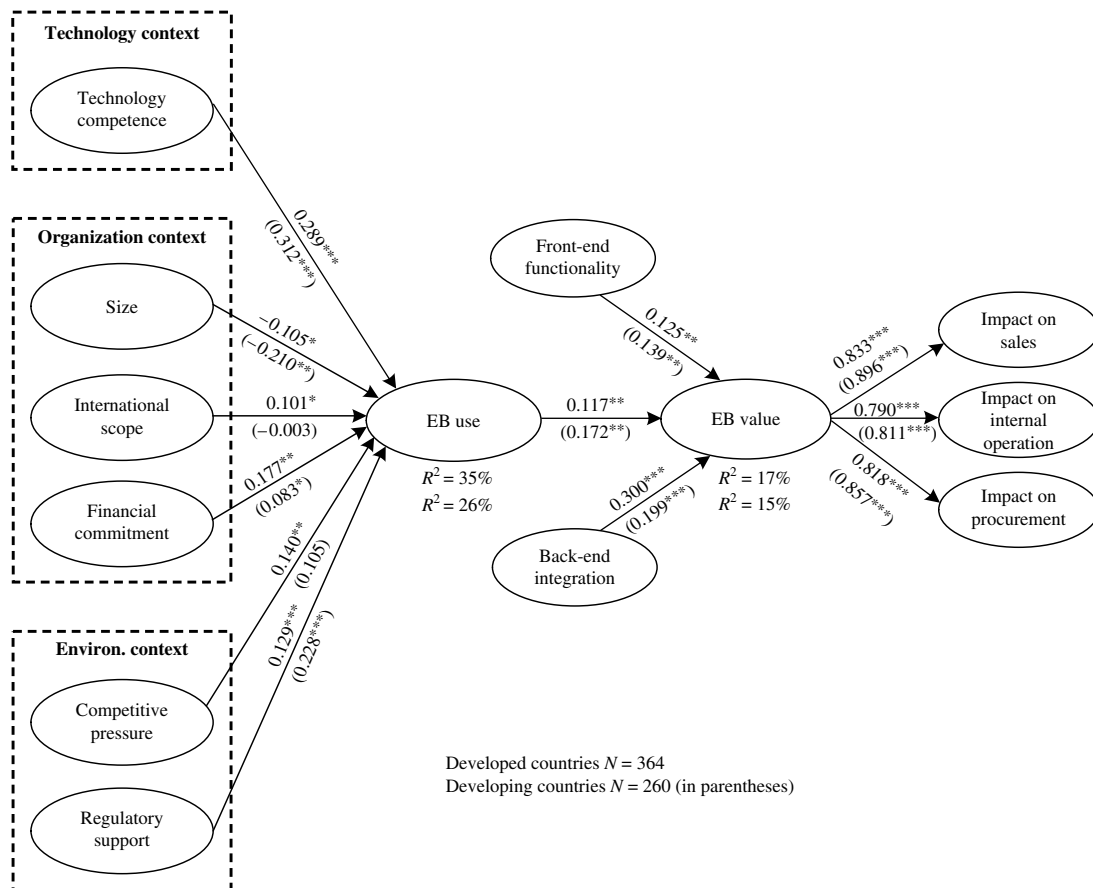 Technology context
Technology
competence
0.289***
(0.312***)
Organization context
Size
−0.105*
(−0.210**)
International
scope
0.101*
(−0.003)
Financial
commitment
0.177**
(0.083*)
Environ. context
Competitive
pressure
0.140**
(0.105)
Regulatory
support
0.129***
(0.228***)
EB use
R² = 35%
R² = 26%
0.117**
(0.172**)
Front-end
functionality
0.125**
(0.139**)
Back-end
integration
0.300***
(0.199***)
EB value
R² = 17%
R² = 15%
0.833***
(0.896***)
Impact on
sales
0.790***
(0.811***)
Impact on
internal
operation
0.818***
(0.857***)
Impact on
procurement
Developed countries N = 364
Developing countries N = 260 (in parentheses)